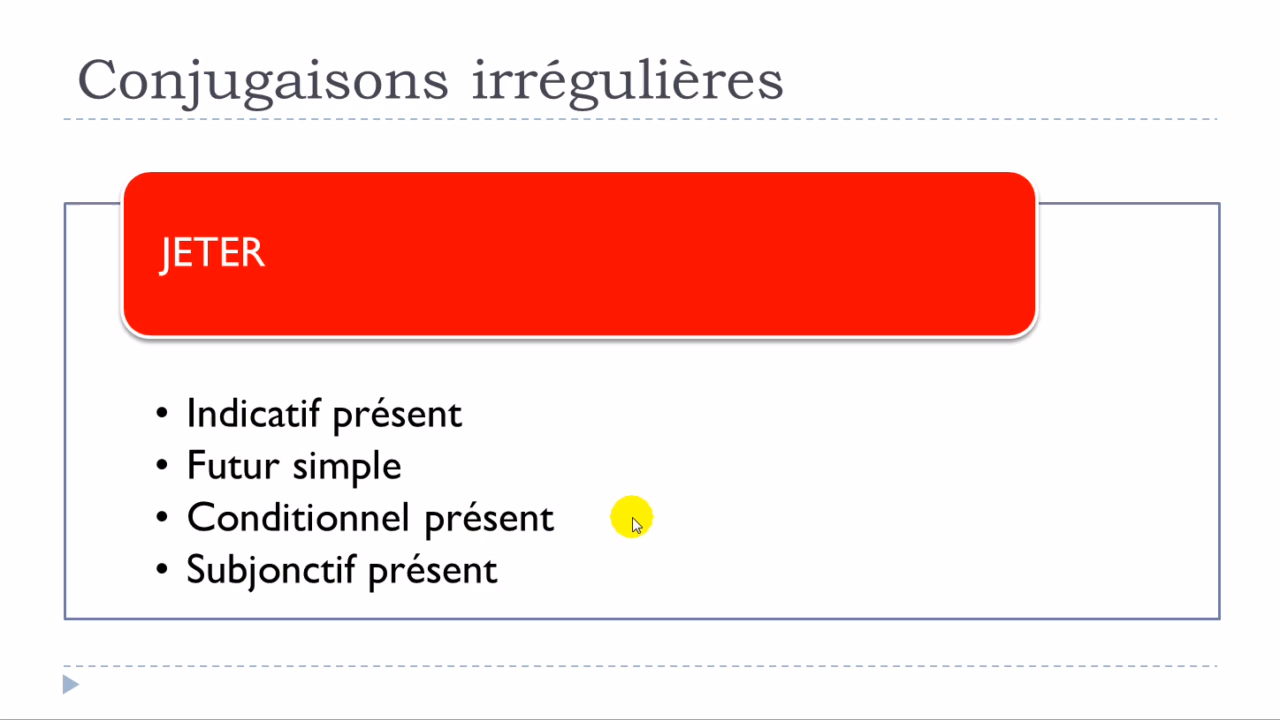 Conjugaisons irrégulières
JETER
• Indicatif présent
• Futur simple
• Conditionnel présent
• Subjonctif présent